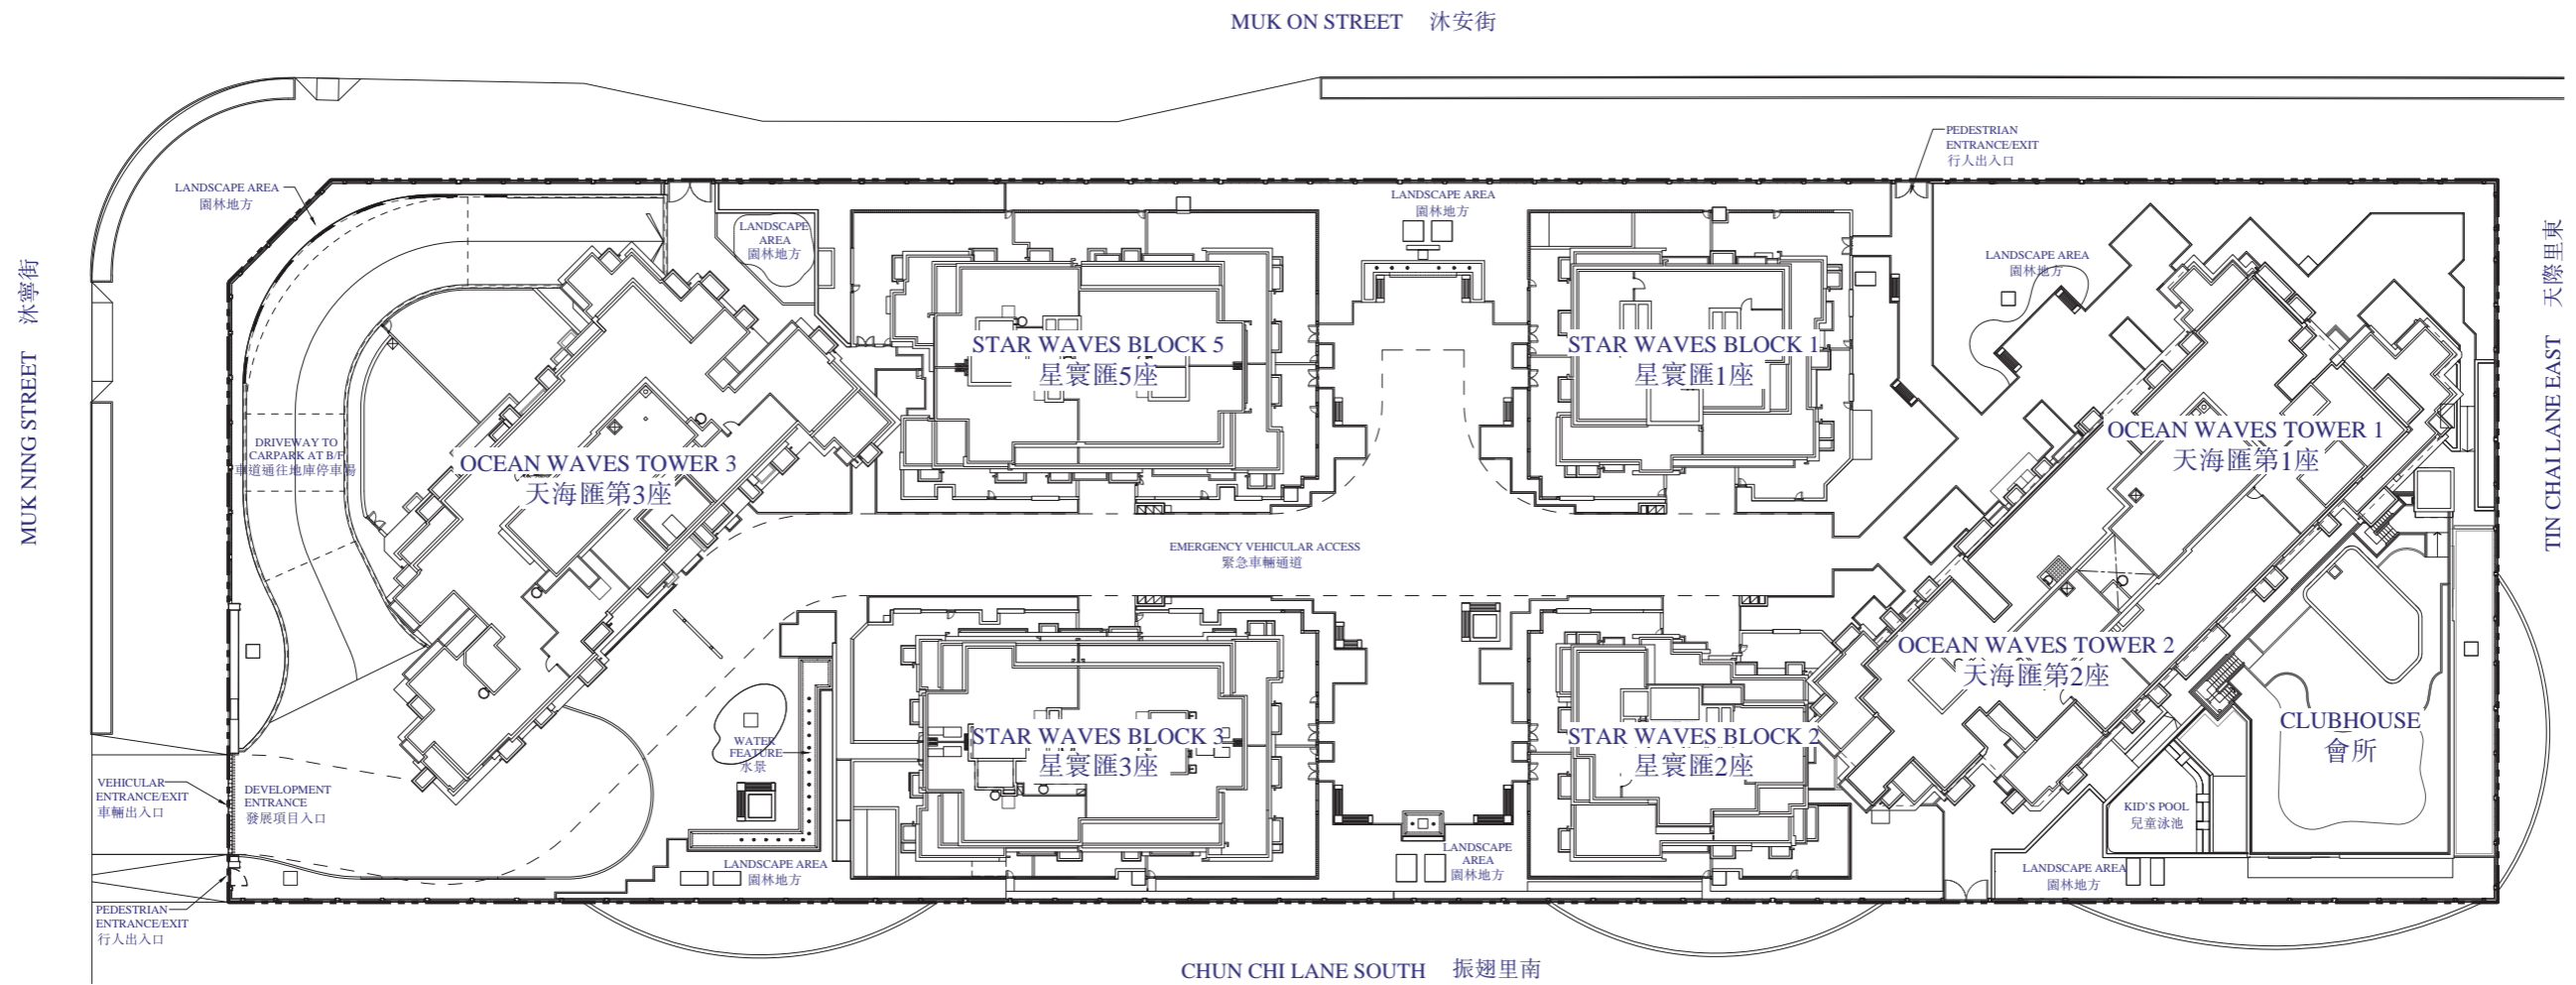 MUK ON STREET 沐安街
PEDESTRIAN
ENTRANCE/EXIT
行人出入口
LANDSCAPE AREA
園林地方
LANDSCAPE AREA
園林地方
LANDSCAPE
AREA
園林地方
LANDSCAPE AREA
園林地方
MUK NING STREET 沐寧街
TIN CHAI LANE EAST 天際里東
STAR WAVES BLOCK 5
星寰匯5座
STAR WAVES BLOCK 1
星寰匯1座
DRIVEWAY TO
CARPARK AT B/F
車道通往地庫停車場
OCEAN WAVES TOWER 3
天海匯第3座
OCEAN WAVES TOWER 1
天海匯第1座
EMERGENCY VEHICULAR ACCESS
緊急車輛通道
OCEAN WAVES TOWER 2
天海匯第2座
STAR WAVES BLOCK 3
星寰匯3座
STAR WAVES BLOCK 2
星寰匯2座
WATER
FEATURE
水景
CLUBHOUSE
會所
VEHICULAR
ENTRANCE/EXIT
車輛出入口
DEVELOPMENT
ENTRANCE
發展項目入口
KID'S POOL
兒童泳池
LANDSCAPE AREA
園林地方
LANDSCAPE
AREA
園林地方
LANDSCAPE AREA
園林地方
PEDESTRIAN
ENTRANCE/EXIT
行人出入口
CHUN CHI LANE SOUTH 振翅里南